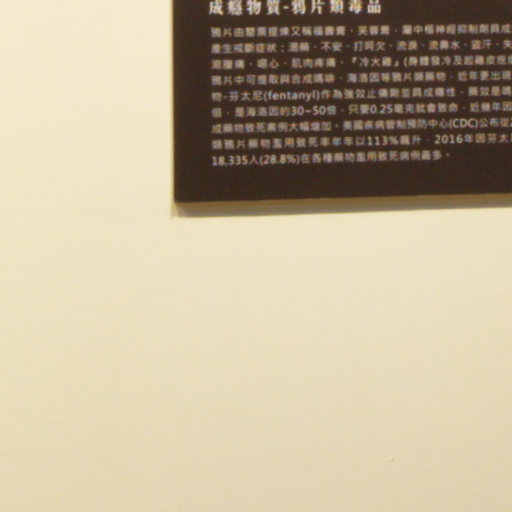 成癮物質-鴉片類毒品
鴉片由罌粟提煉又稱福壽膏、芙蓉膏，屬中樞神經抑制劑具成
產生戒斷症狀：渴藥、不安、打呵欠、流淚、流鼻水、盜汗、失
腹痛、噁心、肌肉疼痛、『冷火雞』(身體發冷及起雞皮疙
鴉片中可提取與合成嗎啡、海洛因等鴉片類藥物，近年更出現
物-芬太尼(fentanyl)作為強效止痛劑並具成癮性，藥效是嗎
倍，是海洛因的30~50倍，只要0.25毫克就會致命，近幾年因
成藥物致死案例大幅增加。美國疾病管制預防中心(CDC)公布從2
類鴉片藥物濫用致死率年年以113%飆升，2016年因芬太
18,335人(28.8%)在各種藥物濫用致死病例最多。